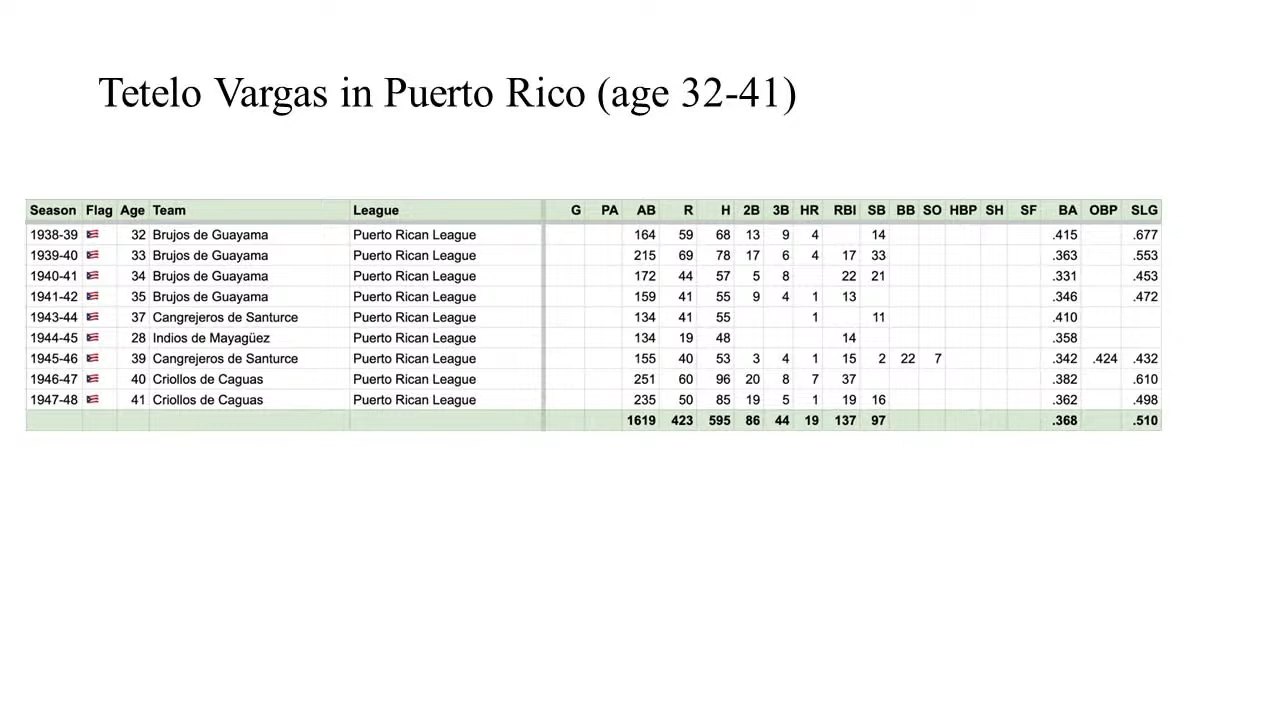 Tetelo Vargas in Puerto Rico (age 32-41)
Season Flag Age Team League G PA AB R H 2B 3B HR RBI SB BB SO HBP SH SF BA OBP SLG
1938-39 32 Brujos de Guayama Puerto Rican League 164 59 68 13 9 4 14 .415 .677
1939-40 33 Brujos de Guayama Puerto Rican League 215 69 78 17 6 4 17 33 .363 .553
1940-41 34 Brujos de Guayama Puerto Rican League 172 44 57 5 8 22 21 .331 .453
1941-42 35 Brujos de Guayama Puerto Rican League 159 41 55 9 4 1 13 .346 .472
1943-44 37 Cangrejeros de Santurce Puerto Rican League 134 41 55 1 11 .410
1944-45 28 Indios de Mayagüez Puerto Rican League 134 19 48 14 .358
1945-46 39 Cangrejeros de Santurce Puerto Rican League 155 40 53 3 4 1 15 2 22 7 .342 .424 .432
1946-47 40 Criollos de Caguas Puerto Rican League 251 60 96 20 8 7 37 .382 .610
1947-48 41 Criollos de Caguas Puerto Rican League 235 50 85 19 5 1 19 16 .362 .498
1619 423 595 86 44 19 137 97 .368 .510